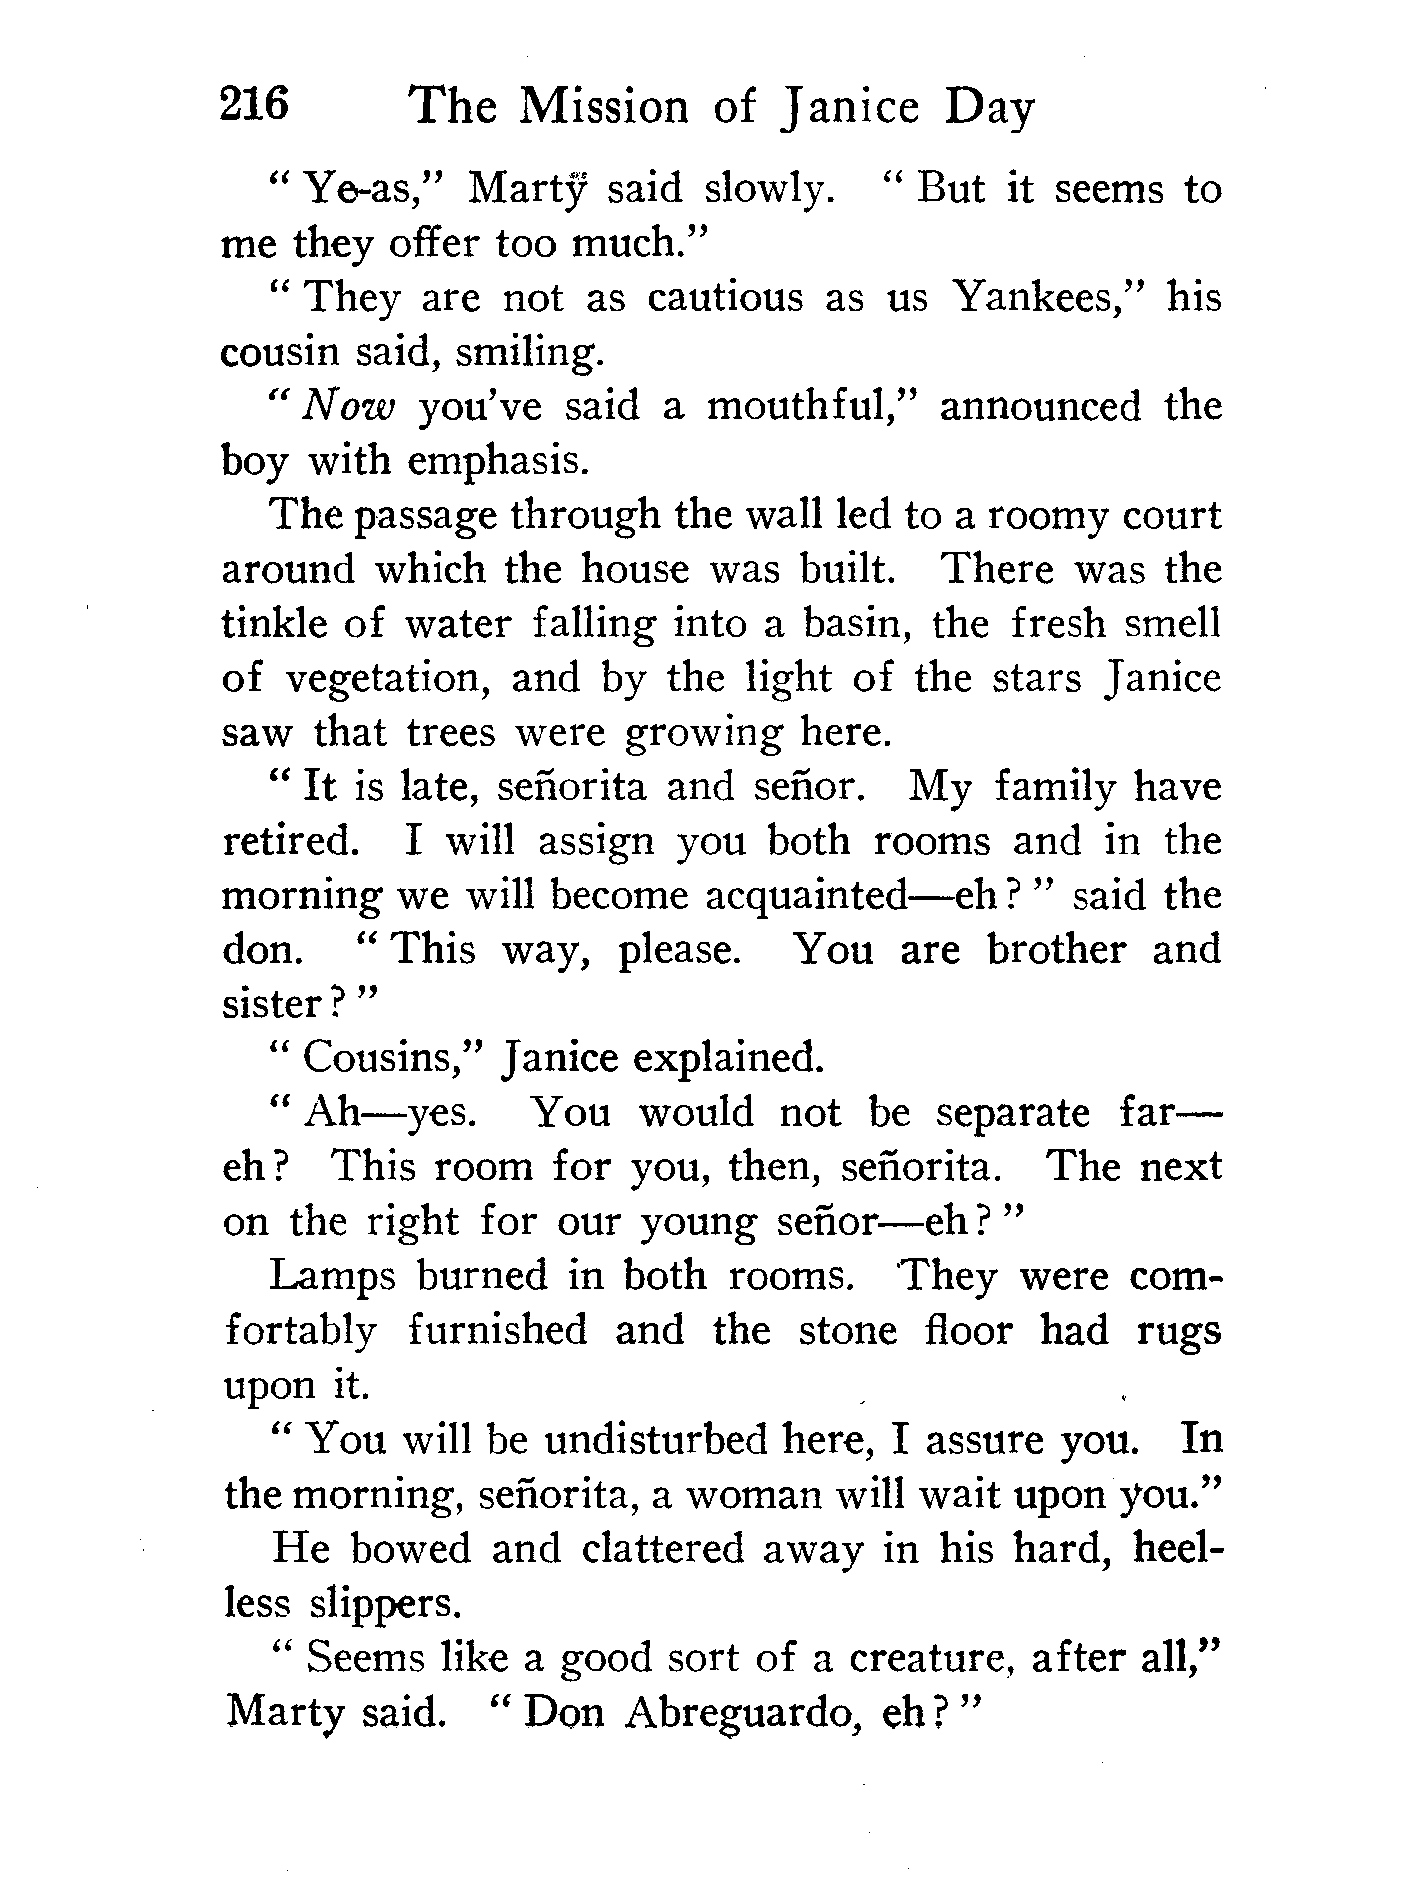 216 The Mission of Janice Day
" Ye-as," Marty said slowly. " But it seems to
me they offer too much."
" They are not as cautious as us Yankees," his
cousin said, smiling.
" Now you've said a mouthful," announced the
boy with emphasis.
The passage through the wall led to a roomy court
around which the house was built. There was the
tinkle of water falling into a basin, the fresh smell
of vegetation, and by the light of the stars Janice
saw that trees were growing here.
" It is late, señorita and señor. My family have
retired. I will assign you both rooms and in the
morning we will become acquainted—eh? " said the
don. " This way, please. You are brother and
sister? "
" Cousins," Janice explained.
" Ah—yes. You would not be separate far—
eh? This room for you, then, señorita. The next
on the right for our young señor—eh? "
Lamps burned in both rooms. They were com-
fortably furnished and the stone floor had rugs
upon it.
" You will be undisturbed here, I assure you. In
the morning, señorita, a woman will wait upon you."
He bowed and clattered away in his hard, heel-
less slippers.
" Seems like a good sort of a creature, after all,"
Marty said. " Don Abreguardo, eh? "